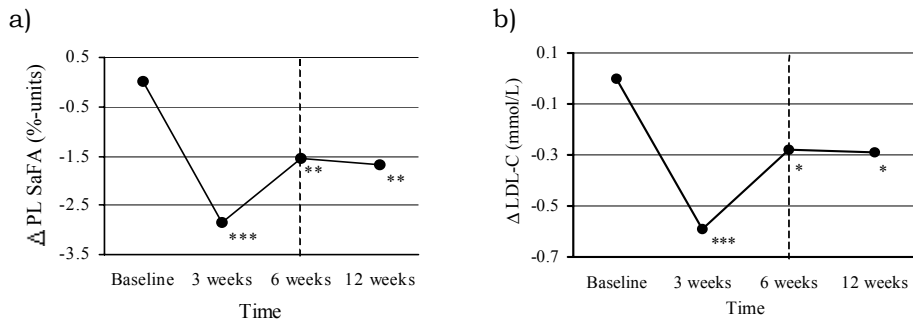 a)
Δ PL SaFA (%-units)
0.5
-0.5
-1.5
-2.5
-3.5
***
**
**
Baseline 3 weeks 6 weeks 12 weeks
Time
b)
Δ LDL-C (mmol/L)
0.1
-0.1
-0.3
-0.5
-0.7
***
*
*
Baseline 3 weeks 6 weeks 12 weeks
Time